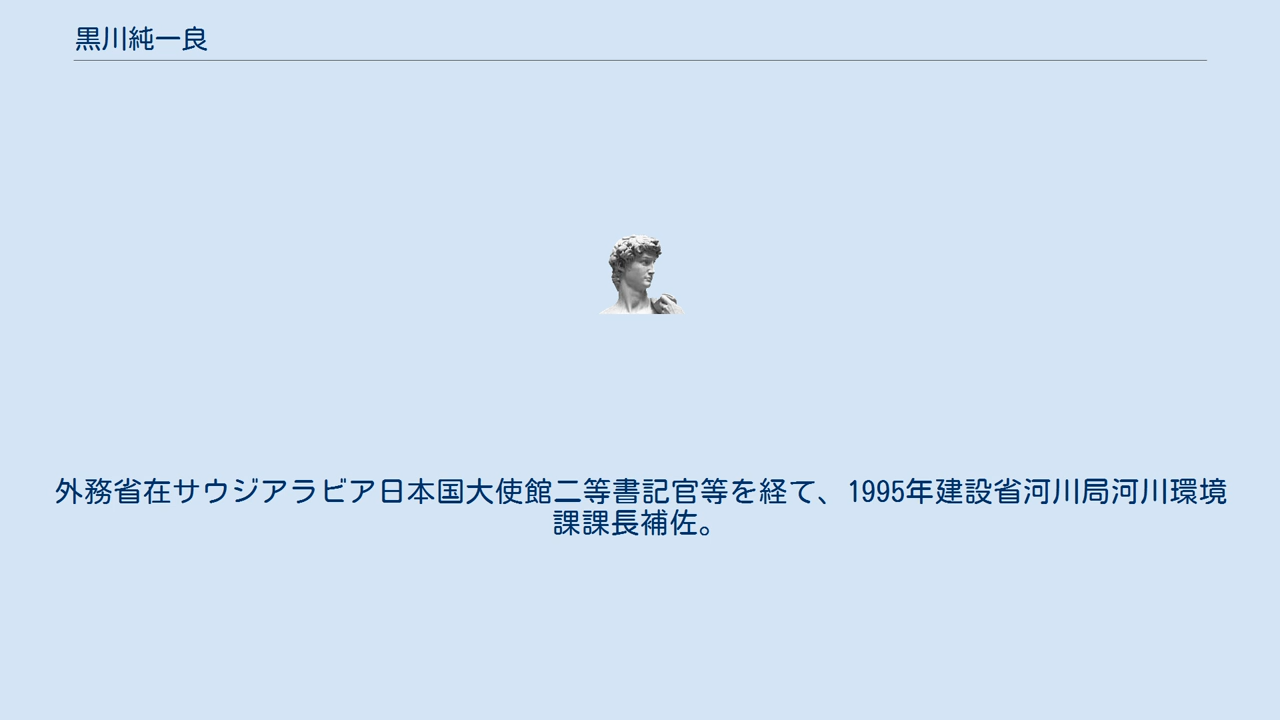 黒川純一良
外務省在サウジアラビア日本国大使館二等書記官等を経て、1995年建設省河川局河川環境
課課長補佐。